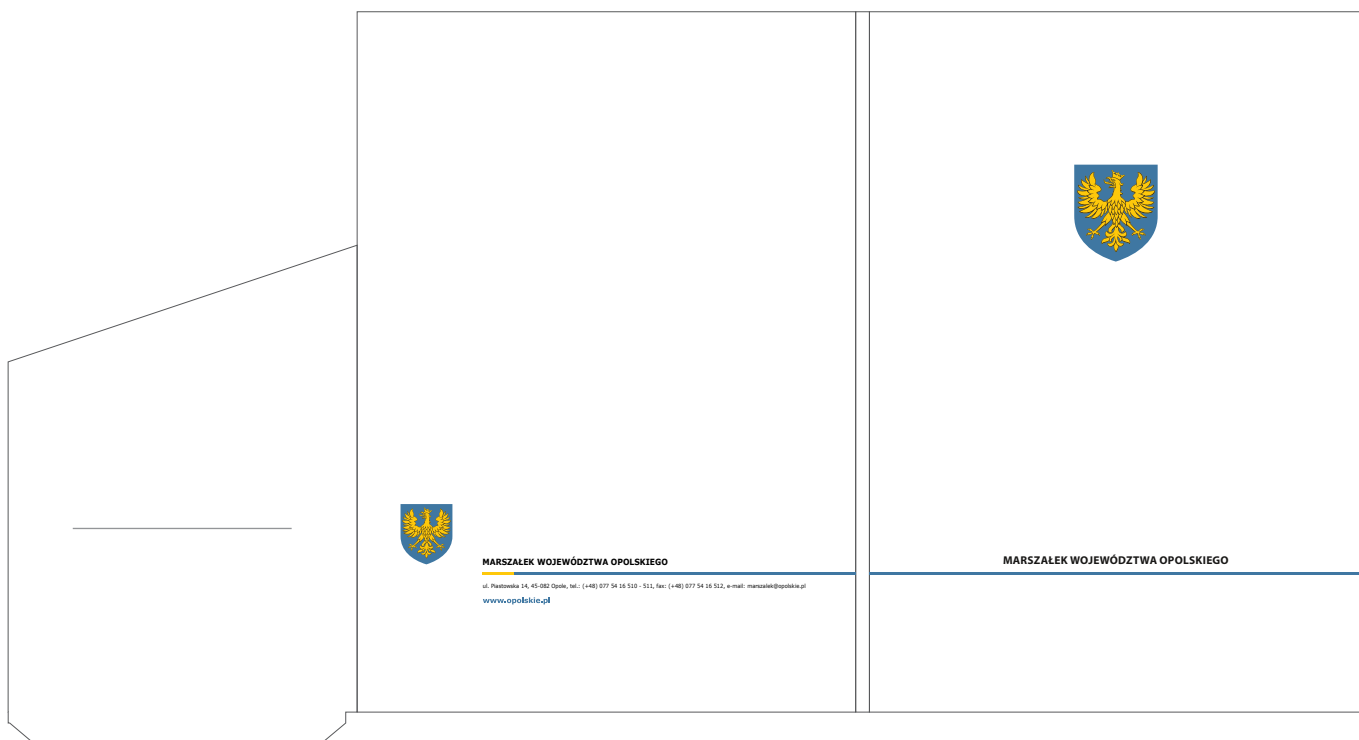 MARSZAŁEK WOJEWÓDZTWA OPOLSKIEGO
ul. Piastowska 14, 45-082 Opole, tel.: (+48) 077 54 16 510 - 511, fax: (+48) 077 54 16 512, e-mail: marszalek@opolskie.pl
www.opolskie.pl
MARSZAŁEK WOJEWÓDZTWA OPOLSKIEGO